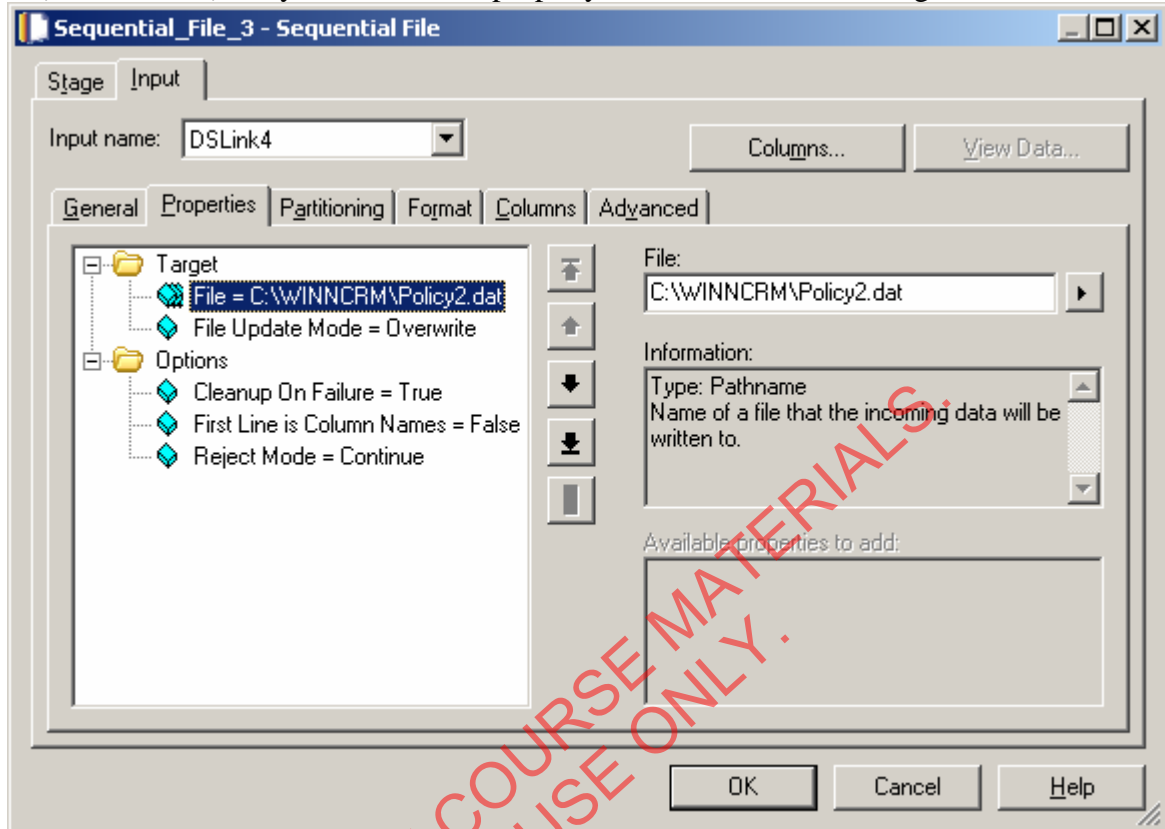 Sequential_File_3 - Sequential File
Stage Input
Input name: DSLink4 Columns... View Data...
General Properties Partitioning Format Columns Advanced
Target
File = C:\WINNCRM\Policy2.dat
File Update Mode = Overwrite
Options
Cleanup On Failure = True
First Line is Column Names = False
Reject Mode = Continue
File:
C:\WINNCRM\Policy2.dat
Information:
Type: Pathname
Name of a file that the incoming data will be
written to.
Available properties to add:
OK Cancel Help
COURSE MATERIALS.
USE ONLY.